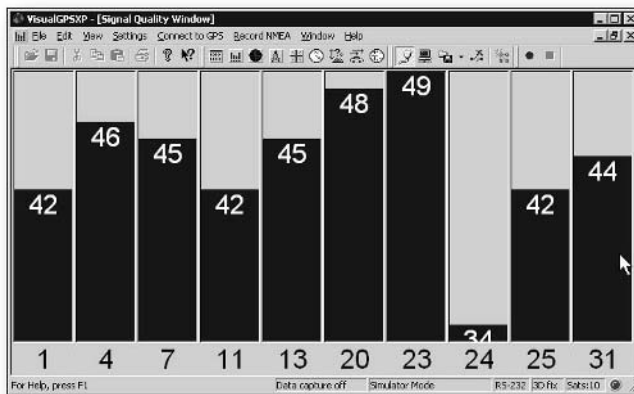 VisualGPSXP - [Signal Quality Window]
File Edit View Settings Connect to GPS Record NMEA Window Help
42 46 45 42 45 48 49 34 42 44
1 4 7 11 13 20 23 24 25 31
For Help, press F1 Data capture off Simulator Mode RS-232 3D fix Sats:10